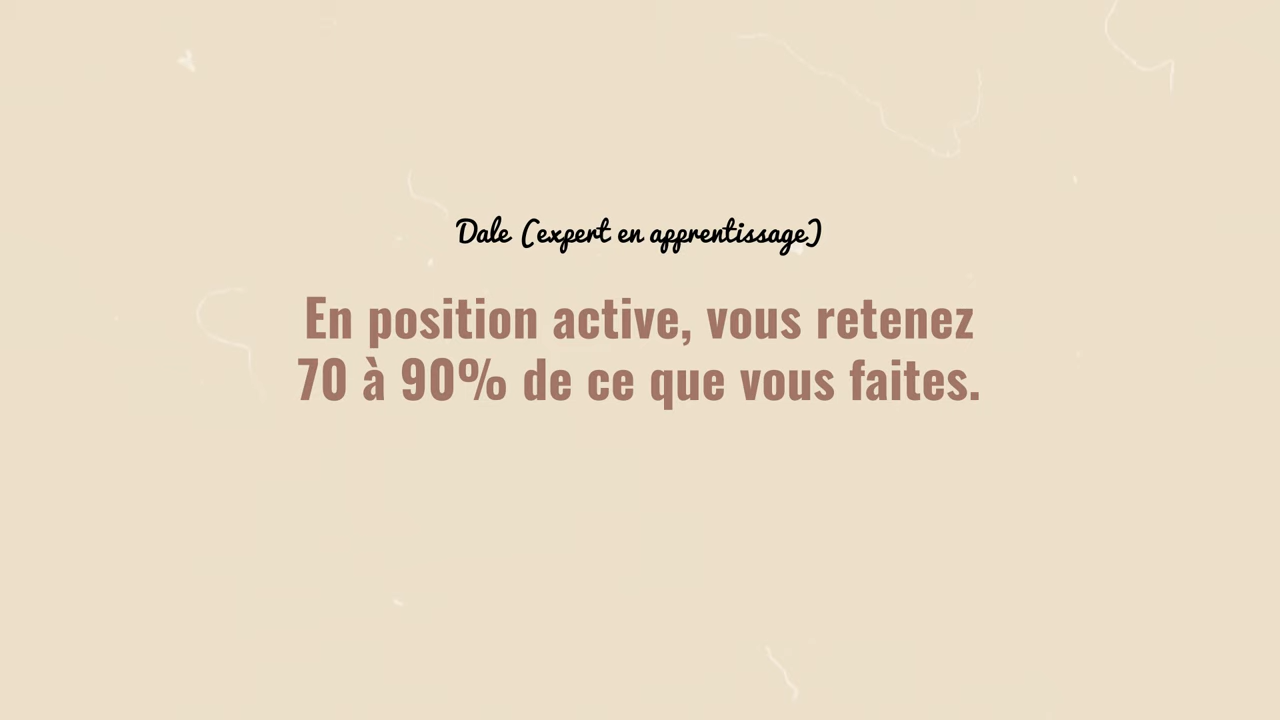 Dale (expert en apprentissage)
En position active, vous retenez
70 à 90% de ce que vous faites.